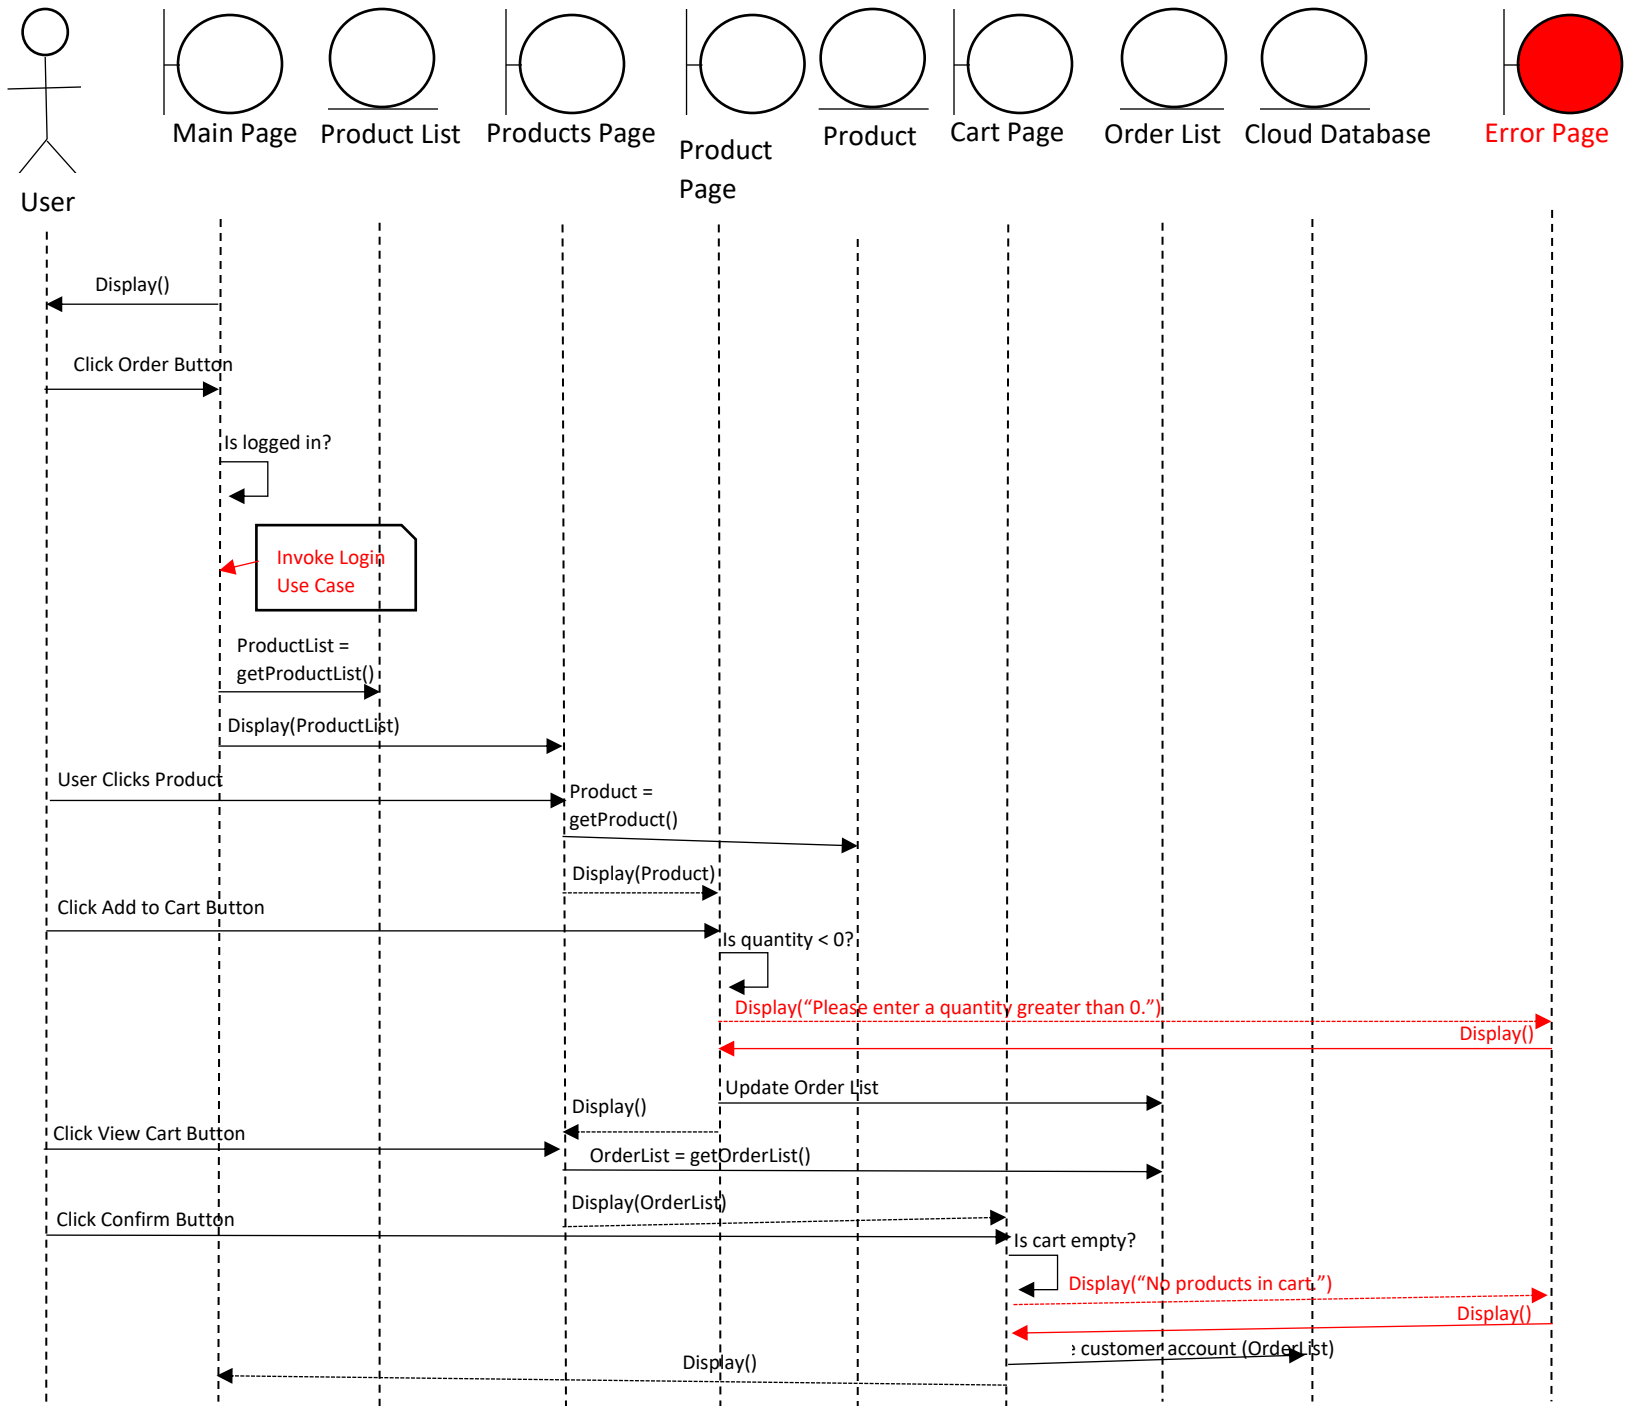 Main Page
Product List
Products Page
Product
Page
Product
Cart Page
Order List
Cloud Database
Error Page
User
Display()
Click Order Button
Is logged in?
Invoke Login
Use Case
ProductList =
getProductList()
Display(ProductList)
User Clicks Product
Product =
getProduct()
Display(Product)
Click Add to Cart Button
Is quantity < 0?
Display(“Please enter a quantity greater than 0.”)
Display()
Update Order List
Display()
Click View Cart Button
OrderList = getOrderList()
Display(OrderList)
Click Confirm Button
Is cart empty?
Display(“No products in cart.”)
Display()
customer account (OrderList)
Display()